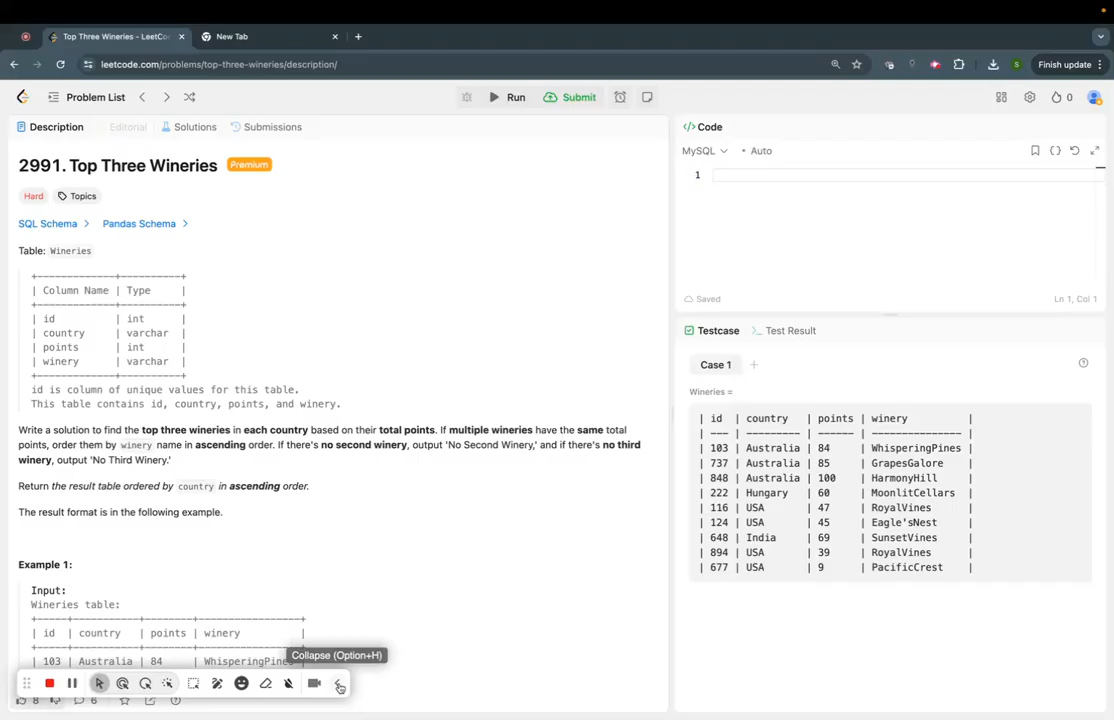 Top Three Wineries - LeetCo
New Tab
leetcode.com/problems/top-three-wineries/description/
S
Finish update
Problem List
Run
Submit
0
Description
Editorial
Solutions
Submissions
Code
2991. Top Three Wineries
Premium
MySQL
• Auto
1
Hard
Topics
SQL Schema
Pandas Schema
Table: Wineries
+-------------+----------+
| Column Name | Type     |
+-------------+----------+
| id          | int      |
| country     | varchar  |
| points      | int      |
| winery      | varchar  |
+-------------+----------+
id is column of unique values for this table.
This table contains id, country, points, and winery.
Write a solution to find the top three wineries in each country based on their total points. If multiple wineries have the same total
points, order them by winery name in ascending order. If there's no second winery, output 'No Second Winery,' and if there's no third
winery, output 'No Third Winery.'
Return the result table ordered by country in ascending order.
The result format is in the following example.
Example 1:
Input:
Wineries table:
+-----+-----------+--------+-----------------+
| id  | country   | points | winery          |
+-----+-----------+--------+-----------------+
| 103 | Australia | 84     | WhisperingPines
Collapse (Option+H)
8
6
Saved
Ln 1, Col 1
Testcase
Test Result
Case 1
Wineries =
| id  | country   | points | winery          |
| --- | --------- | ------ | --------------- |
| 103 | Australia | 84     | WhisperingPines |
| 737 | Australia | 85     | GrapesGalore    |
| 848 | Australia | 100    | HarmonyHill     |
| 222 | Hungary   | 60     | MoonlitCellars  |
| 116 | USA       | 47     | RoyalVines      |
| 124 | USA       | 45     | Eagle'sNest     |
| 648 | India     | 69     | SunsetVines     |
| 894 | USA       | 39     | RoyalVines      |
| 677 | USA       | 9      | PacificCrest    |